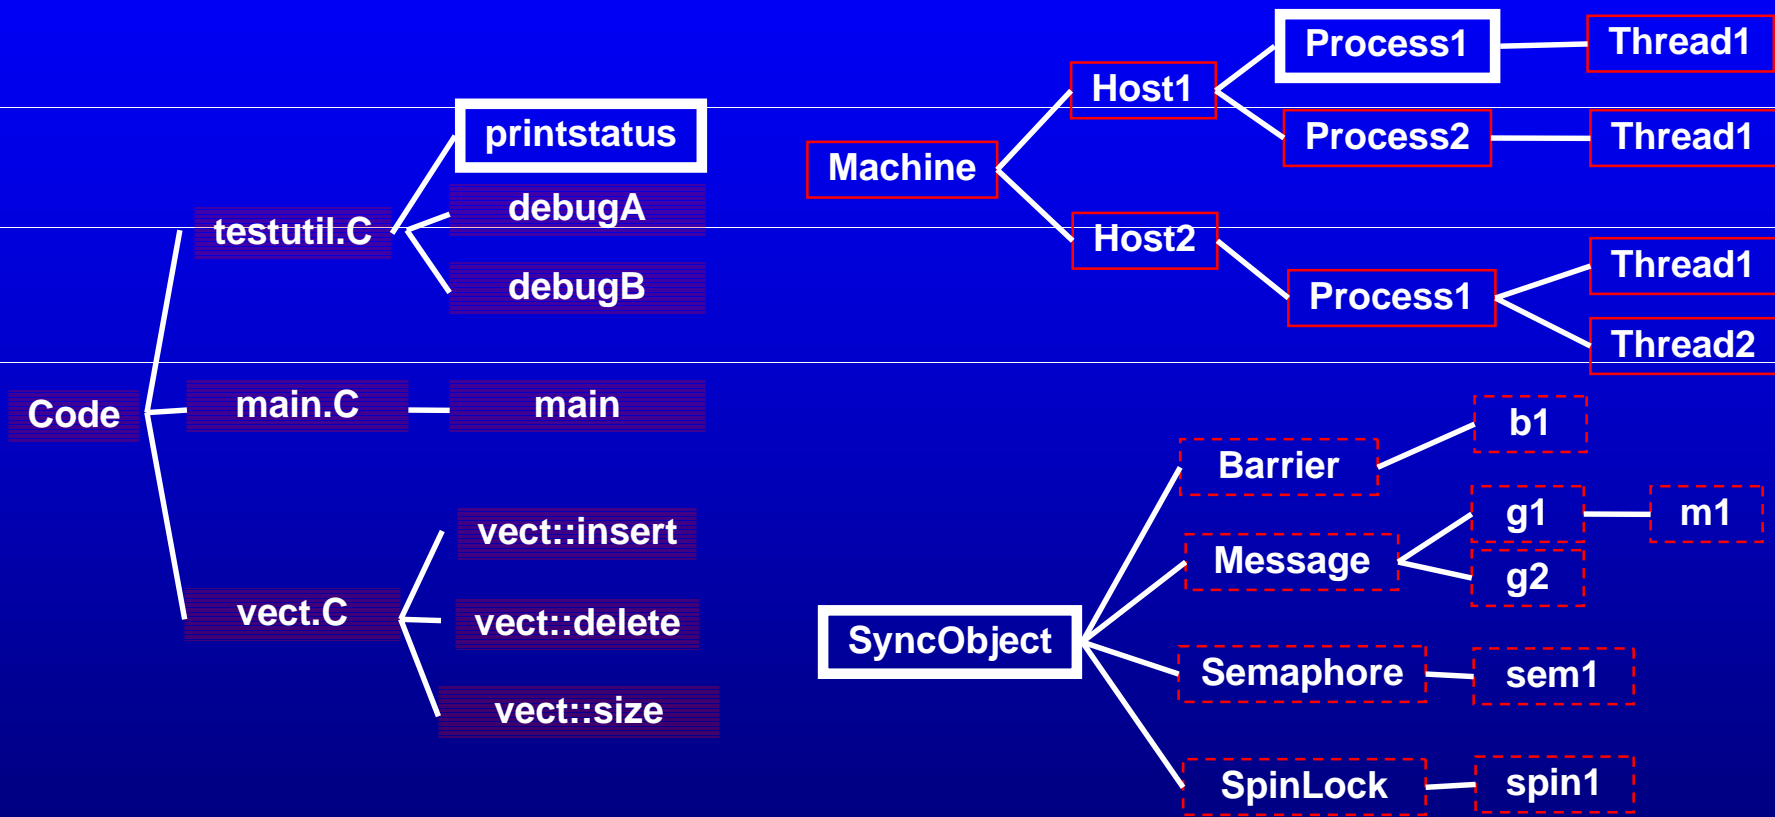 Code
testutil.C
printstatus
debugA
debugB
main.C
main
vect.C
vect::insert
vect::delete
vect::size
Machine
Host1
Process1
Thread1
Process2
Thread1
Host2
Process1
Thread1
Thread2
SyncObject
Barrier
b1
Message
g1
m1
g2
Semaphore
sem1
SpinLock
spin1